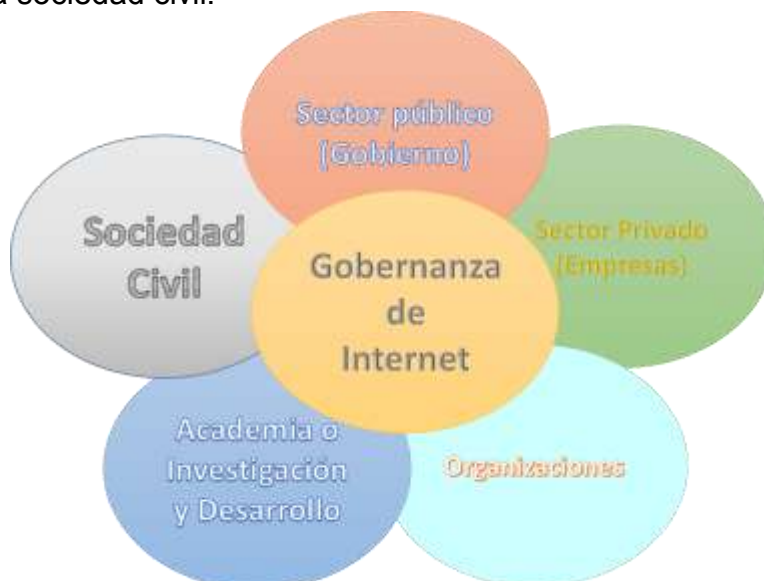 a sociedad civil.
Sector público
(Gobierno)
Sociedad
Civil
Sector Privado
(Empresas)
Gobernanza
de
Internet
Academia o
Investigación
y Desarrollo
Organizaciones